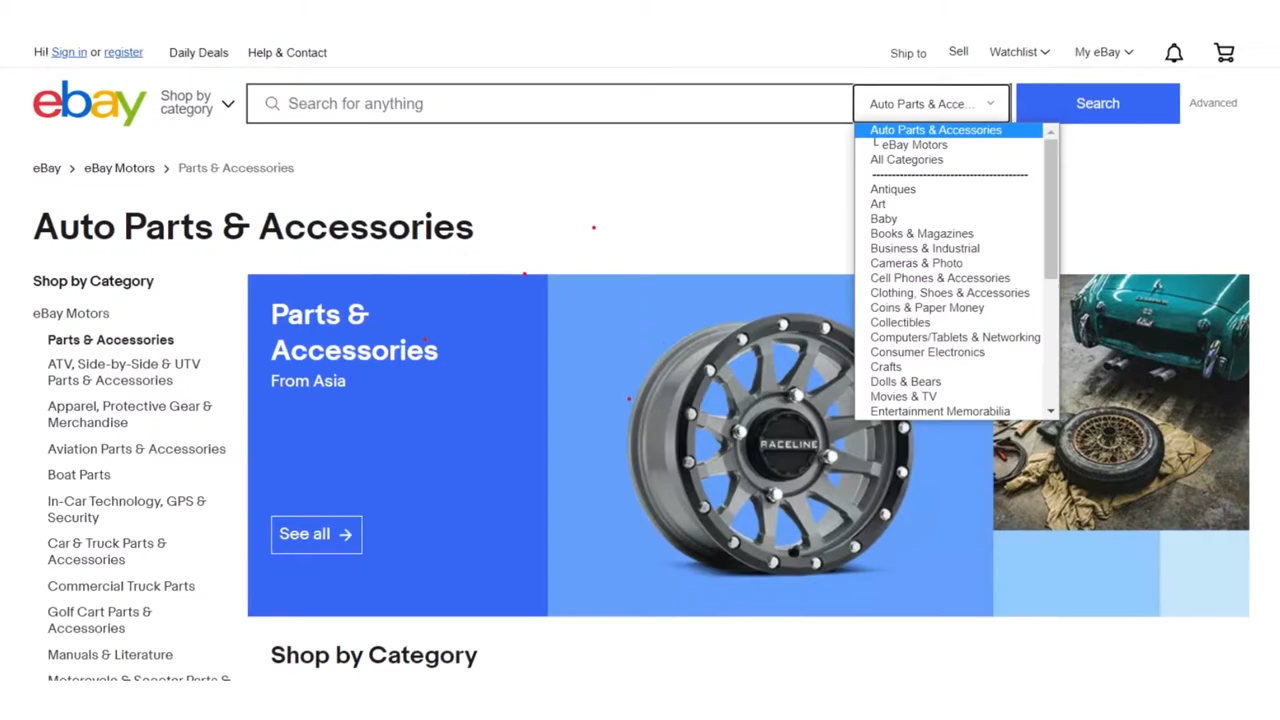 Hi! Sign in or register
Daily Deals
Help & Contact
Ship to
Sell
Watchlist
My eBay
ebay
Shop by
category
Search for anything
Auto Parts & Acce...
Search
Advanced
Auto Parts & Accessories
└ eBay Motors
All Categories
---------------------------------------
Antiques
Art
Baby
Books & Magazines
Business & Industrial
Cameras & Photo
Cell Phones & Accessories
Clothing, Shoes & Accessories
Coins & Paper Money
Collectibles
Computers/Tablets & Networking
Consumer Electronics
Crafts
Dolls & Bears
Movies & TV
Entertainment Memorabilia
eBay > eBay Motors > Parts & Accessories
Auto Parts & Accessories
Shop by Category
eBay Motors
Parts & Accessories
ATV, Side-by-Side & UTV
Parts & Accessories
Apparel, Protective Gear &
Merchandise
Aviation Parts & Accessories
Boat Parts
In-Car Technology, GPS &
Security
Car & Truck Parts &
Accessories
Commercial Truck Parts
Golf Cart Parts &
Accessories
Manuals & Literature
Motorcycle & Scooter Parts &
Parts &
Accessories
From Asia
See all →
RACELINE
Shop by Category